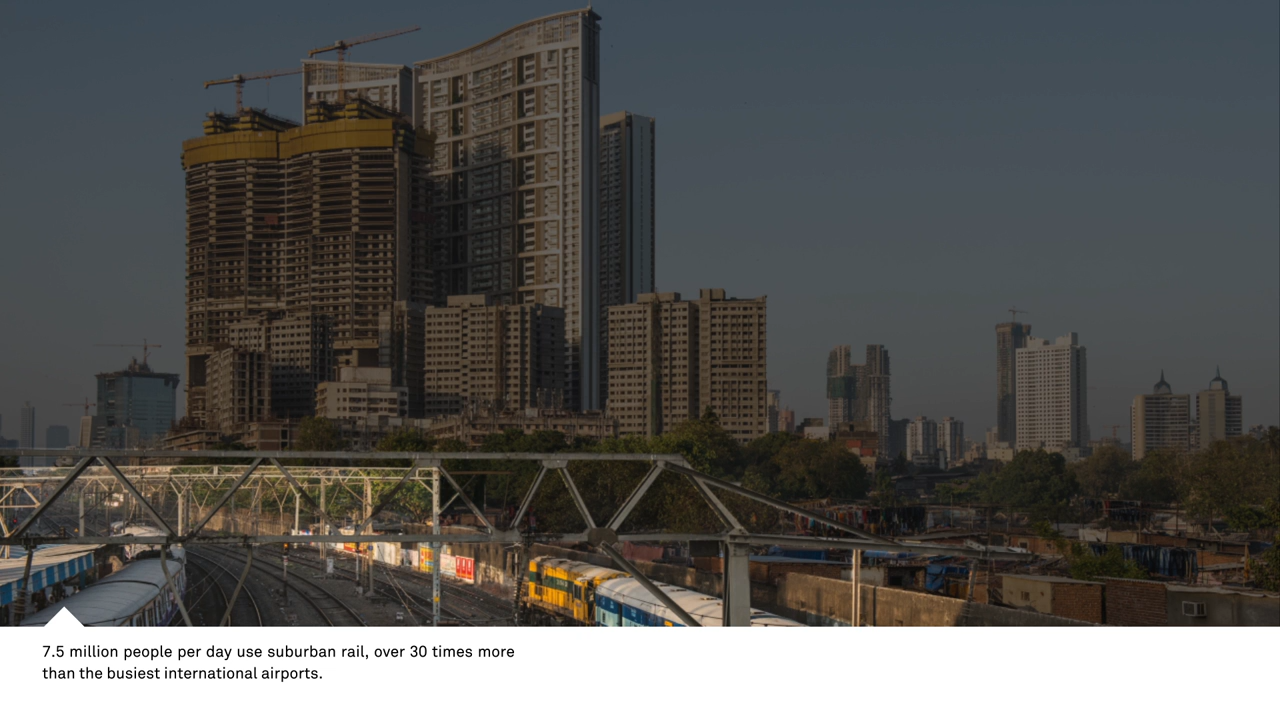 7.5 million people per day use suburban rail, over 30 times more
than the busiest international airports.